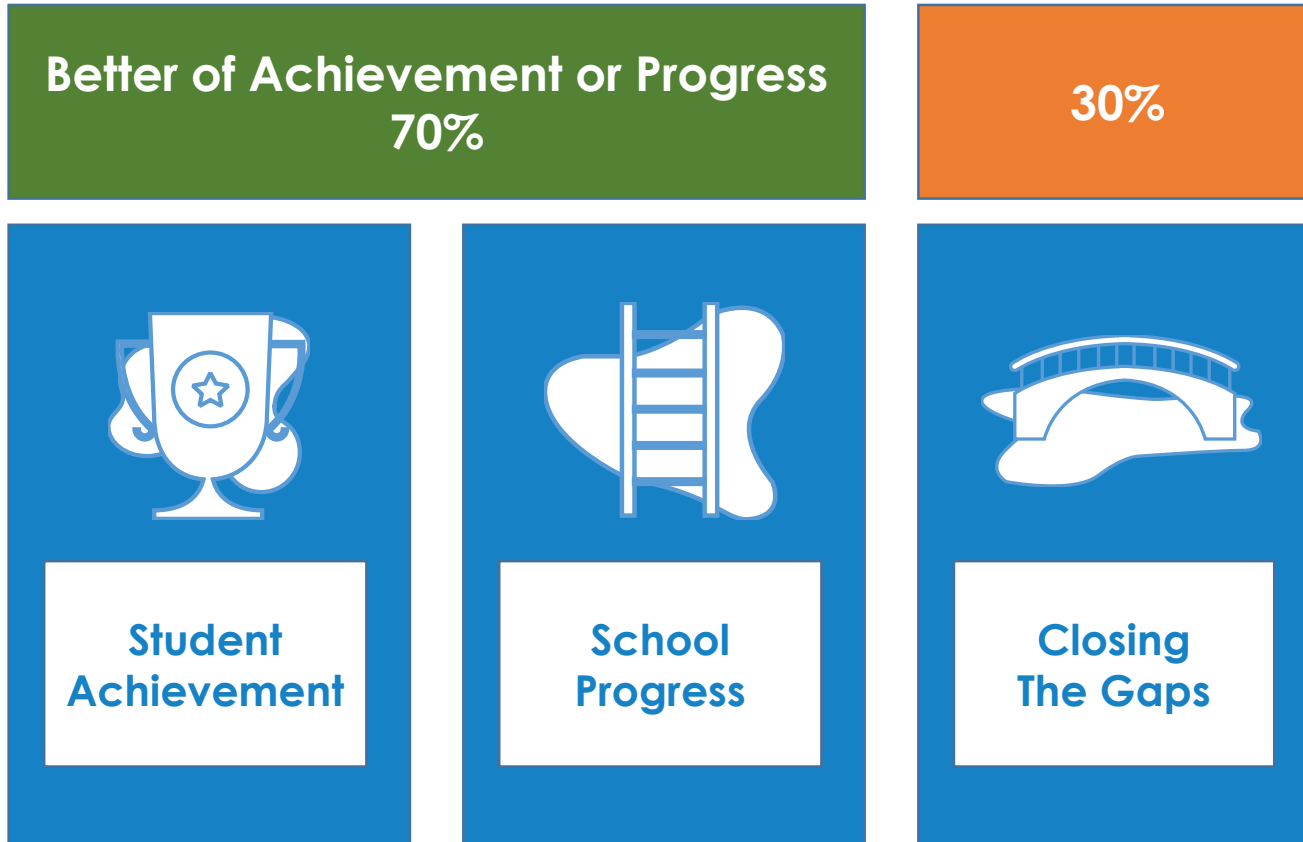 Better of Achievement or Progress
70%
30%
Student
Achievement
School
Progress
Closing
The Gaps